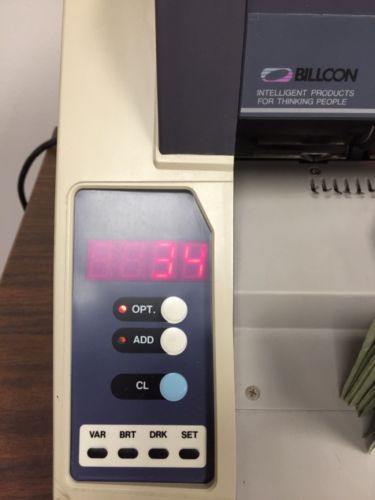 BILLCON
INTELLIGENT PRODUCTS
FOR THINKING PEOPLE
34
OPT.
ADD
CL
VAR BRT DRK SET